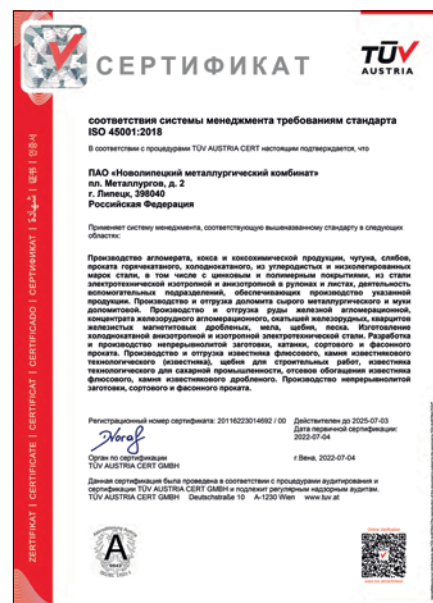 СЕРТИФИКАТ
TÜV
AUSTRIA
соответствия системы менеджмента требованиям стандарта
ISO 45001:2018
В соответствии с процедурами TÜV AUSTRIA CERT настоящим подтверждается, что
ПАО «Новолипецкий металлургический комбинат»
пл. Металлургов, д. 2
г. Липецк, 398040
Российская Федерация
Применяет систему менеджмента, соответствующую вышеназванному стандарту в следующих
областях:
Производство агломерата, кокса и коксохимической продукции, чугуна, слябов,
проката горячекатаного, холоднокатаного, из углеродистых и низколегированных
марок стали, в том числе с цинковым и полимерным покрытиями, из стали
электротехнической изотропной и анизотропной в рулонах и листах, деятельность
вспомогательных подразделений, обеспечивающих производство указанной
продукции. Производство и отгрузка доломита сырого металлургического и муки
доломитовой. Производство и отгрузка руды железной агломерационной,
концентрата железорудного агломерационного, окатышей железорудных, кварцитов
железистых магнетитовых дробленых, мела, щебня, песка. Изготовление
холоднокатаной анизотропной и изотропной электротехнической стали. Разработка
и производство непрерывнолитой заготовки, катанки, сортового и фасонного
проката. Производство и отгрузка известняка флюсового, камня известнякового
технологического (известняка), щебня для строительных работ, известняка
технологического для сахарной промышленности, отсевов обогащения известняка
флюсового, камня известнякового дробленого. Производство непрерывнолитой
заготовки, сортового и фасонного проката.
Регистрационный номер сертификата: 20116223014692 / 00
Действителен до 2025-07-03
Дата первичной сертификации:
2022-07-04
Орган по сертификации
TÜV AUSTRIA CERT GMBH
г.Вена, 2022-07-04
Данная сертификация была проведена в соответствии с процедурами аудитирования и
сертификации TÜV AUSTRIA CERT GMBH и подлежит регулярным надзорным аудитам.
TÜV AUSTRIA CERT GMBH Deutschstraße 10 A-1230 Wien www.tuv.at
ZERTIFIKAT | CERTIFICATE | CERTIFICAT | CERTIFICADO | СЕРТИФИКАТ | شهادة | 证书 | 인증서
A